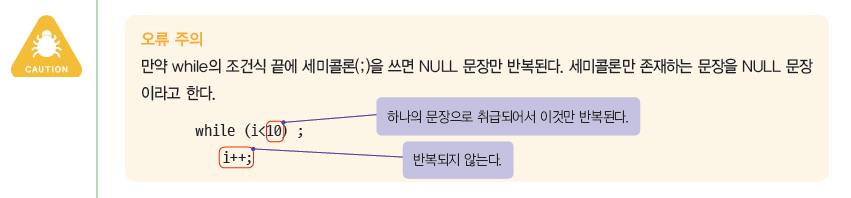 CAUTION
오류 주의
만약 while의 조건식 끝에 세미콜론(;)을 쓰면 NULL 문장만 반복된다. 세미콜론만 존재하는 문장을 NULL 문장
이라고 한다.
하나의 문장으로 취급되어서 이것만 반복된다.
while (i<10) ;
i++;
반복되지 않는다.